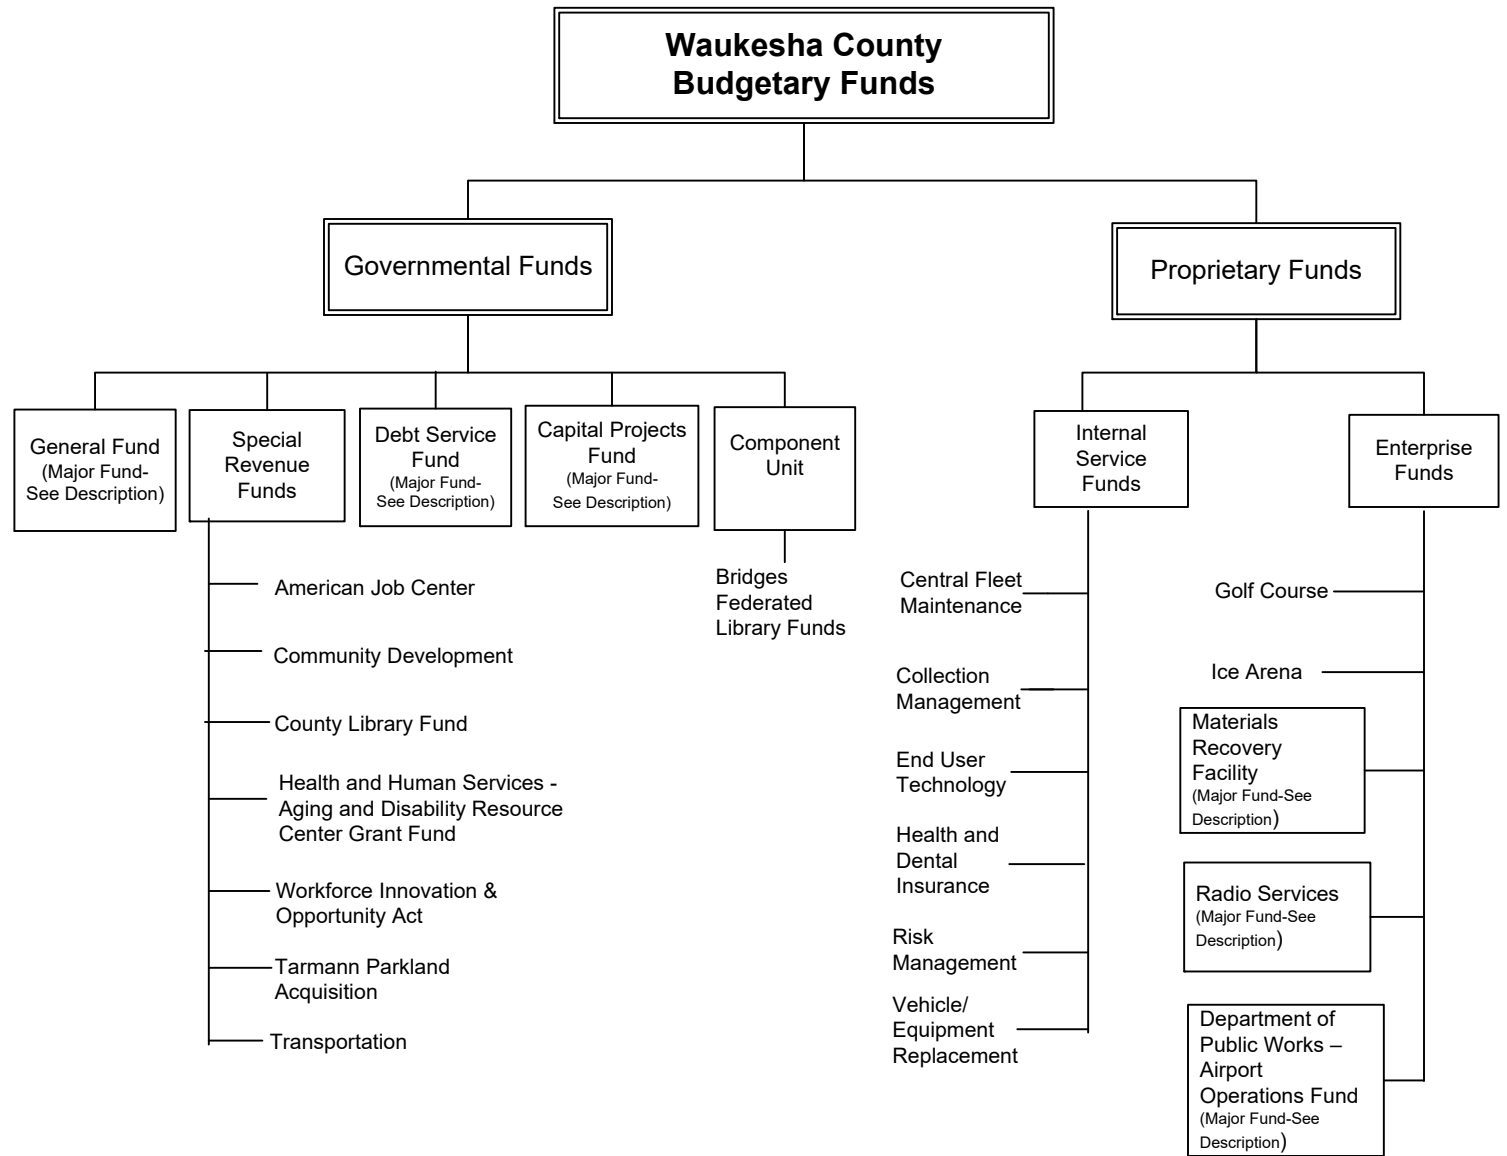 Waukesha County
Budgetary Funds
Governmental Funds
Proprietary Funds
General Fund
(Major Fund-
See Description)
Special
Revenue
Funds
Debt Service
Fund
(Major Fund-
See Description)
Capital Projects
Fund
(Major Fund-
See Description)
Component
Unit
Internal
Service
Funds
Enterprise
Funds
American Job Center
Community Development
County Library Fund
Health and Human Services -
Aging and Disability Resource
Center Grant Fund
Workforce Innovation &
Opportunity Act
Tarmann Parkland
Acquisition
Transportation
Bridges
Federated
Library Funds
Central Fleet
Maintenance
Collection
Management
End User
Technology
Health and
Dental
Insurance
Risk
Management
Vehicle/
Equipment
Replacement
Golf Course
Ice Arena
Materials
Recovery
Facility
(Major Fund-See
Description)
Radio Services
(Major Fund-See
Description)
Department of
Public Works –
Airport
Operations Fund
(Major Fund-See
Description)